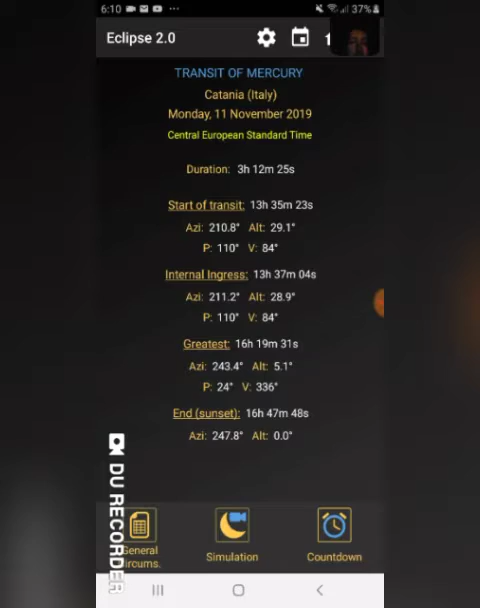 6:10 37%
Eclipse 2.0
TRANSIT OF MERCURY
Catania (Italy)
Monday, 11 November 2019
Central European Standard Time
Duration: 3h 12m 25s
Start of transit: 13h 35m 23s
Azi: 210.8° Alt: 29.1°
P: 110° V: 84°
Internal Ingress: 13h 37m 04s
Azi: 211.2° Alt: 28.9°
P: 110° V: 84°
Greatest: 16h 19m 31s
Azi: 243.4° Alt: 5.1°
P: 24° V: 336°
End (sunset): 16h 47m 48s
Azi: 247.8° Alt: 0.0°
DU RECORDER
General
ircums.
Simulation
Countdown